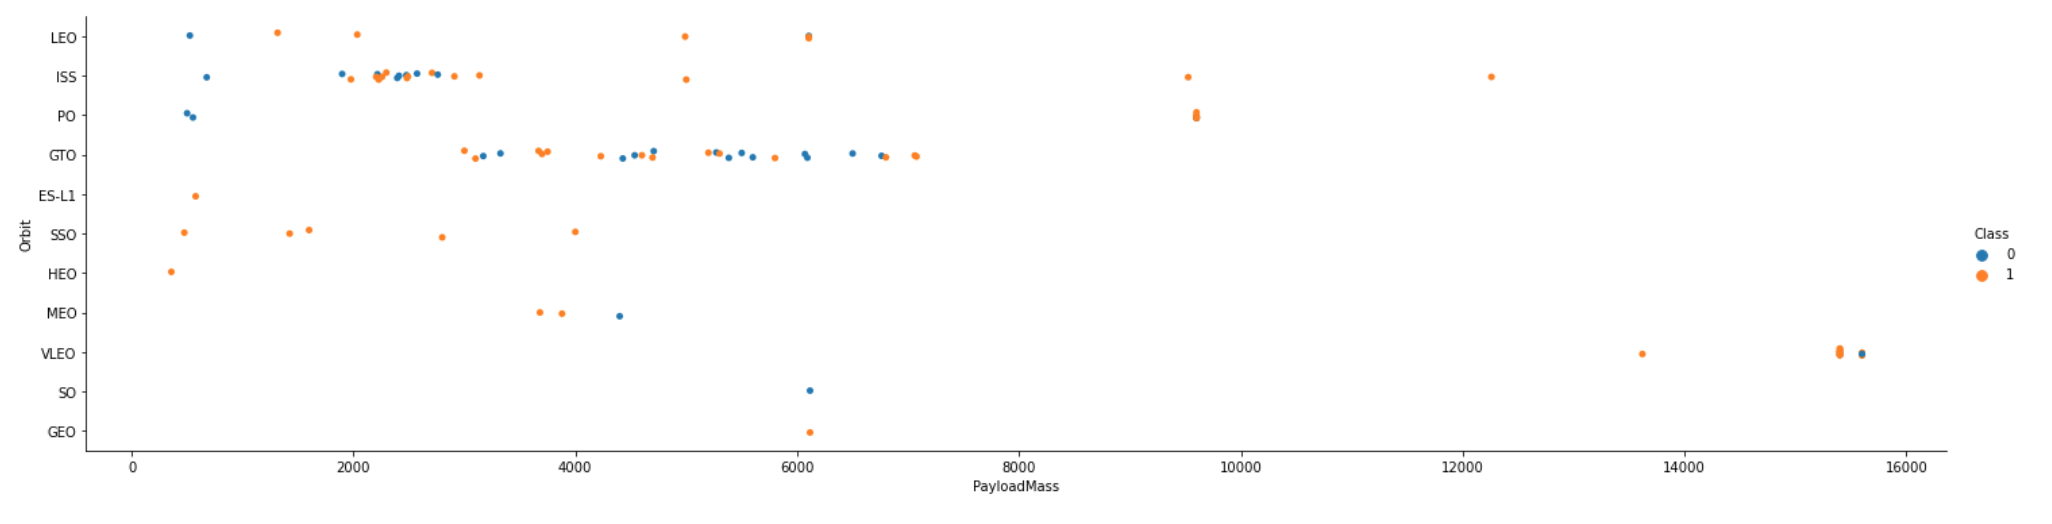 LEO
ISS
PO
GTO
ES-L1
SSO
HEO
MEO
VLEO
SO
GEO
Orbit
0 2000 4000 6000 8000 10000 12000 14000 16000
PayloadMass
Class
0
1